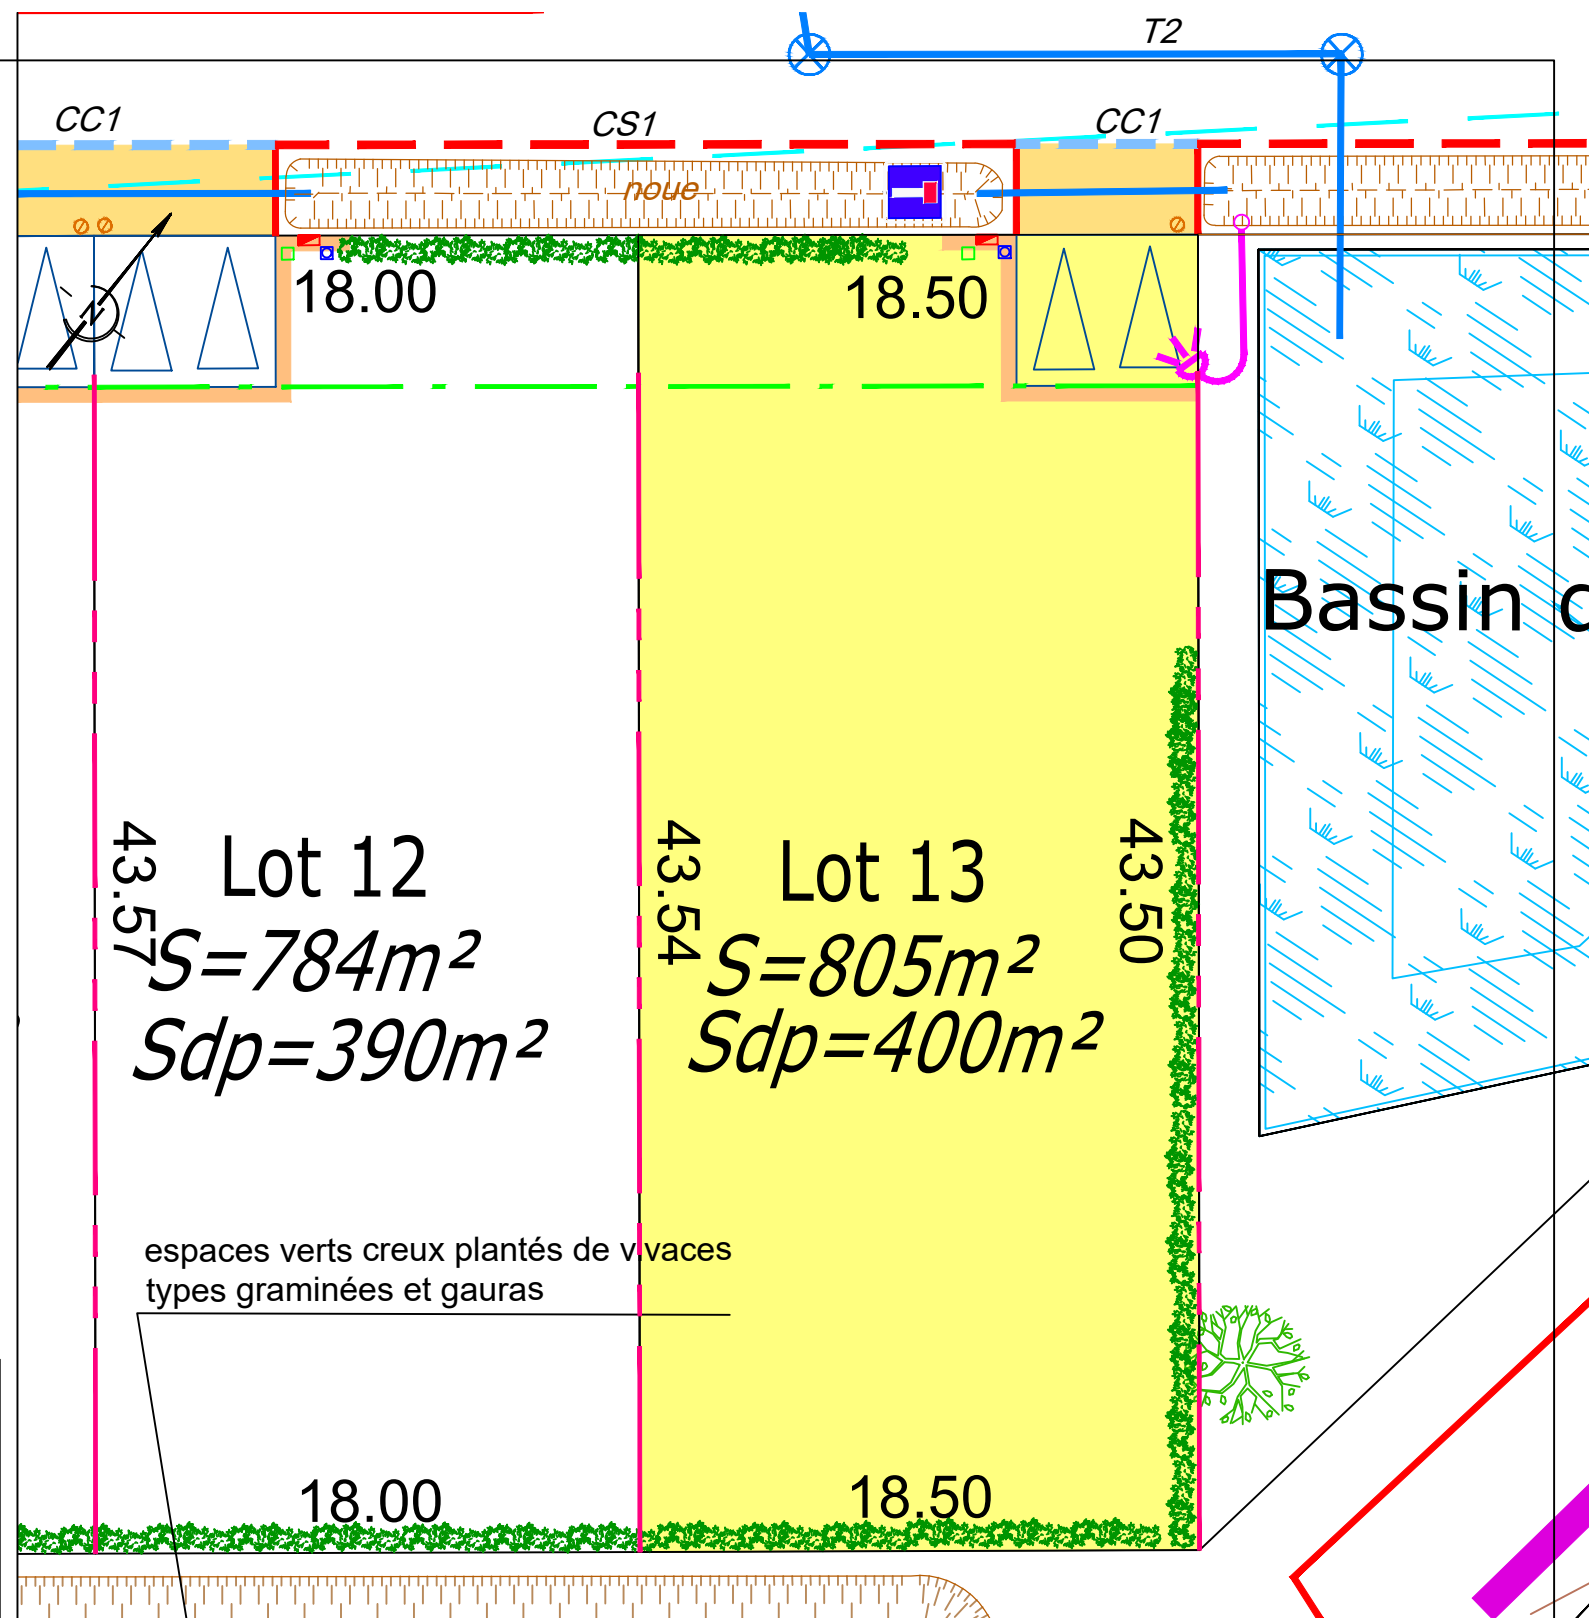 T2
CC1
CS1
CC1
noue
N
18.00
18.50
Bassin
43.57
43.54
43.50
Lot 12
S=784m²
Sdp=390m²
Lot 13
S=805m²
Sdp=400m²
espaces verts creux plantés de vivaces
types graminées et gauras
18.00
18.50